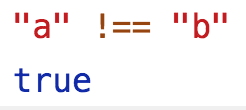 "a" !== "b"
true